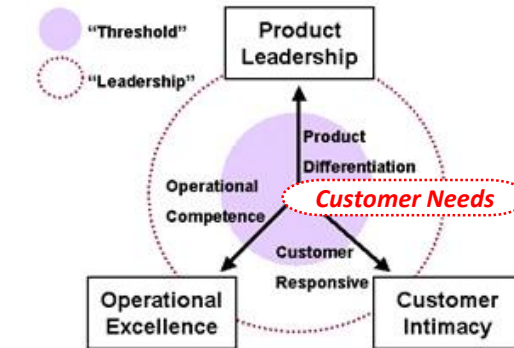 "Threshold"
"Leadership"
Product
Leadership
Product
Differentiation
Operational
Competence
Customer Needs
Customer
Responsive
Operational
Excellence
Customer
Intimacy